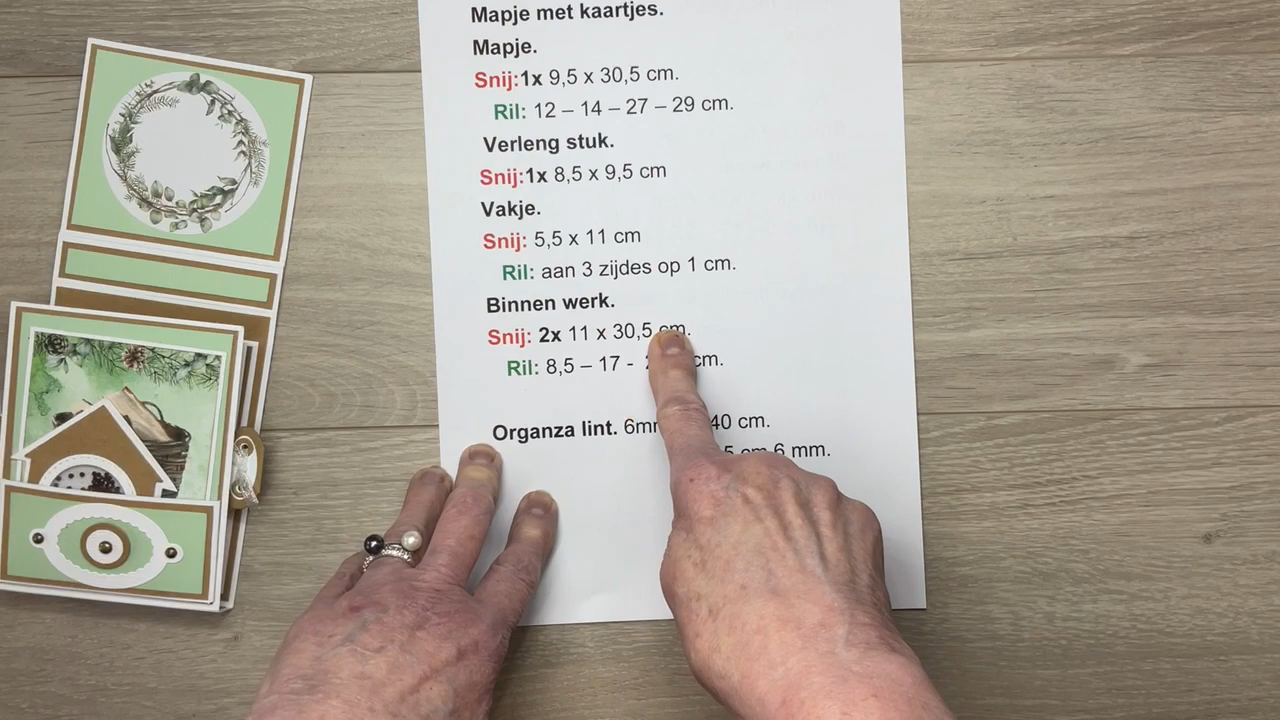 Mapje met kaartjes.
Mapje.
Snij:1x 9,5 x 30,5 cm.
Ril: 12 – 14 – 27 – 29 cm.
Verleng stuk.
Snij:1x 8,5 x 9,5 cm
Vakje.
Snij: 5,5 x 11 cm
Ril: aan 3 zijdes op 1 cm.
Binnen werk.
Snij: 2x 11 x 30,5 cm.
Ril: 8,5 – 17 - cm.
Organza lint. 40 cm.
6 mm.